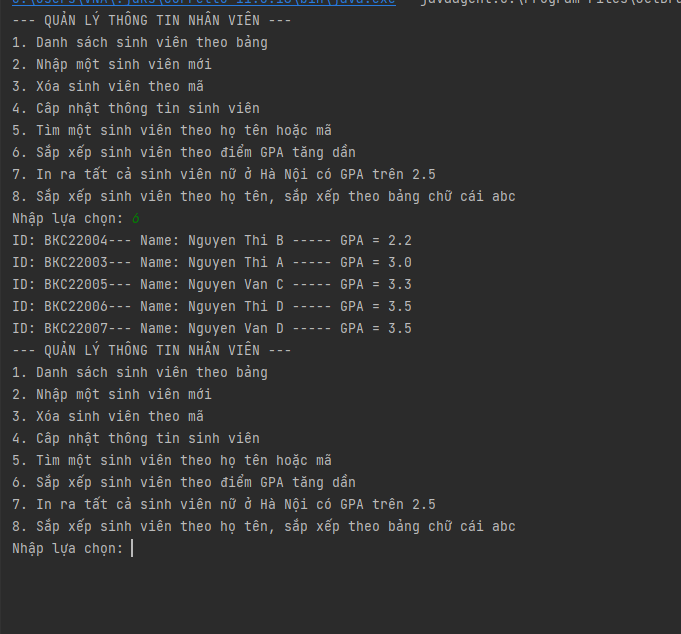 --- QUẢN LÝ THÔNG TIN NHÂN VIÊN ---
1. Danh sách sinh viên theo bảng
2. Nhập một sinh viên mới
3. Xóa sinh viên theo mã
4. Câp nhật thông tin sinh viên
5. Tìm một sinh viên theo họ tên hoặc mã
6. Sắp xếp sinh viên theo điểm GPA tăng dần
7. In ra tất cả sinh viên nữ ở Hà Nội có GPA trên 2.5
8. Sắp xếp sinh viên theo họ tên, sắp xếp theo bảng chữ cái abc
Nhập lựa chọn: 6
ID: BKC22004--- Name: Nguyen Thi B ----- GPA = 2.2
ID: BKC22003--- Name: Nguyen Thi A ----- GPA = 3.0
ID: BKC22005--- Name: Nguyen Van C ----- GPA = 3.3
ID: BKC22006--- Name: Nguyen Thi D ----- GPA = 3.5
ID: BKC22007--- Name: Nguyen Van D ----- GPA = 3.5
--- QUẢN LÝ THÔNG TIN NHÂN VIÊN ---
1. Danh sách sinh viên theo bảng
2. Nhập một sinh viên mới
3. Xóa sinh viên theo mã
4. Câp nhật thông tin sinh viên
5. Tìm một sinh viên theo họ tên hoặc mã
6. Sắp xếp sinh viên theo điểm GPA tăng dần
7. In ra tất cả sinh viên nữ ở Hà Nội có GPA trên 2.5
8. Sắp xếp sinh viên theo họ tên, sắp xếp theo bảng chữ cái abc
Nhập lựa chọn: